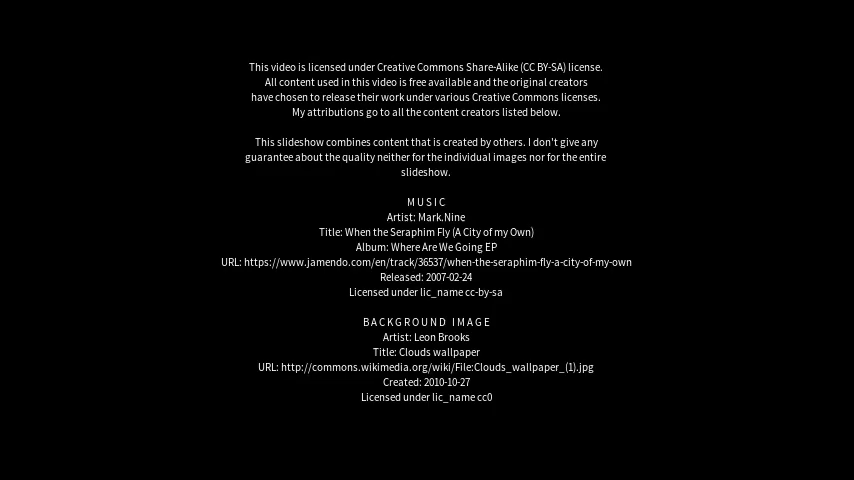 This video is licensed under Creative Commons Share-Alike (CC BY-SA) license.
All content used in this video is free available and the original creators
have chosen to release their work under various Creative Commons licenses.
My attributions go to all the content creators listed below.
This slideshow combines content that is created by others. I don't give any
guarantee about the quality neither for the individual images nor for the entire
slideshow.
MUSIC
Artist: Mark.Nine
Title: When the Seraphim Fly (A City of my Own)
Album: Where Are We Going EP
URL: https://www.jamendo.com/en/track/36537/when-the-seraphim-fly-a-city-of-my-own
Released: 2007-02-24
Licensed under lic_name cc-by-sa
BACKGROUND IMAGE
Artist: Leon Brooks
Title: Clouds wallpaper
URL: http://commons.wikimedia.org/wiki/File:Clouds_wallpaper_(1).jpg
Created: 2010-10-27
Licensed under lic_name cc0